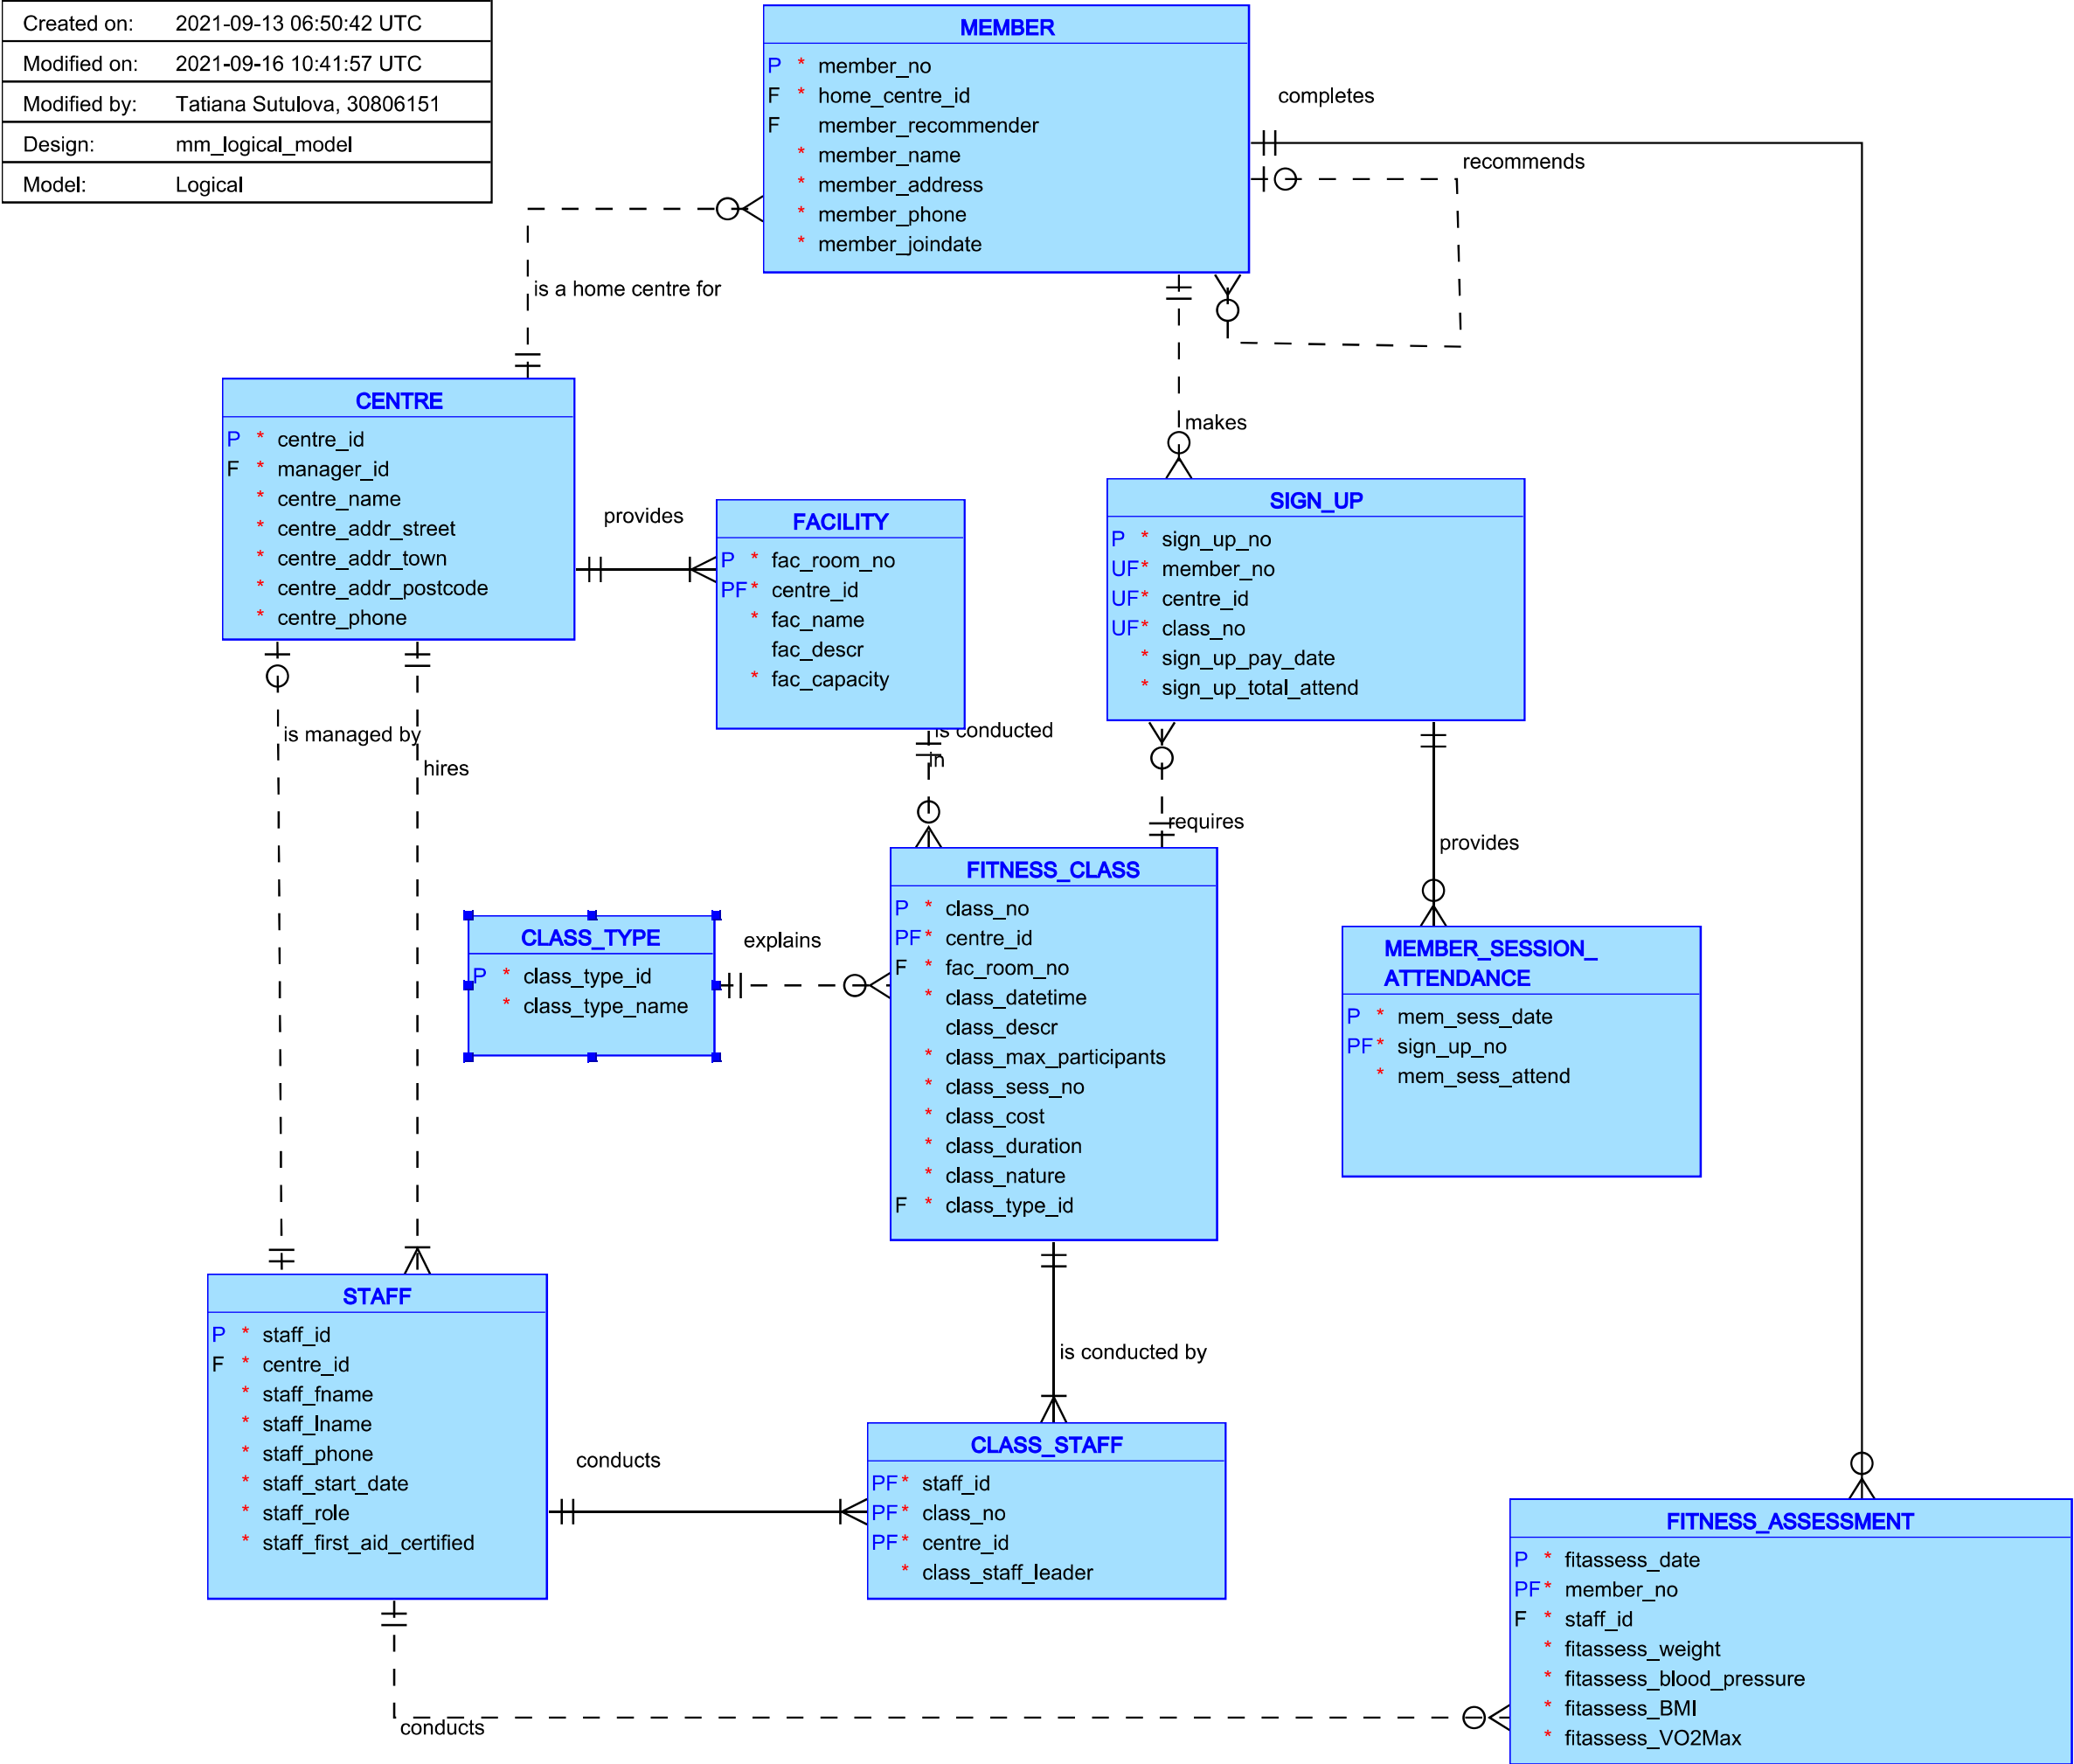 Created on: 2021-09-13 06:50:42 UTC
Modified on: 2021-09-16 10:41:57 UTC
Modified by: Tatiana Sutulova, 30806151
Design: mm_logical_model
Model: Logical
MEMBER
P * member_no
F * home_centre_id
F member_recommender
* member_name
* member_address
* member_phone
* member_joindate
completes
recommends
is a home centre for
makes
CENTRE
P * centre_id
F * manager_id
* centre_name
* centre_addr_street
* centre_addr_town
* centre_addr_postcode
* centre_phone
provides
FACILITY
P * fac_room_no
PF * centre_id
* fac_name
fac_descr
* fac_capacity
SIGN_UP
P * sign_up_no
UF * member_no
UF * centre_id
UF * class_no
* sign_up_pay_date
* sign_up_total_attend
is managed by
hires
is conducted
in
requires
provides
CLASS_TYPE
P * class_type_id
* class_type_name
explains
FITNESS_CLASS
P * class_no
PF * centre_id
F * fac_room_no
* class_datetime
class_descr
* class_max_participants
* class_sess_no
* class_cost
* class_duration
* class_nature
F * class_type_id
MEMBER_SESSION_
ATTENDANCE
P * mem_sess_date
PF * sign_up_no
* mem_sess_attend
STAFF
P * staff_id
F * centre_id
* staff_fname
* staff_lname
* staff_phone
* staff_start_date
* staff_role
* staff_first_aid_certified
is conducted by
conducts
CLASS_STAFF
PF * staff_id
PF * class_no
PF * centre_id
* class_staff_leader
FITNESS_ASSESSMENT
P * fitassess_date
PF * member_no
F * staff_id
* fitassess_weight
* fitassess_blood_pressure
* fitassess_BMI
* fitassess_VO2Max
conducts